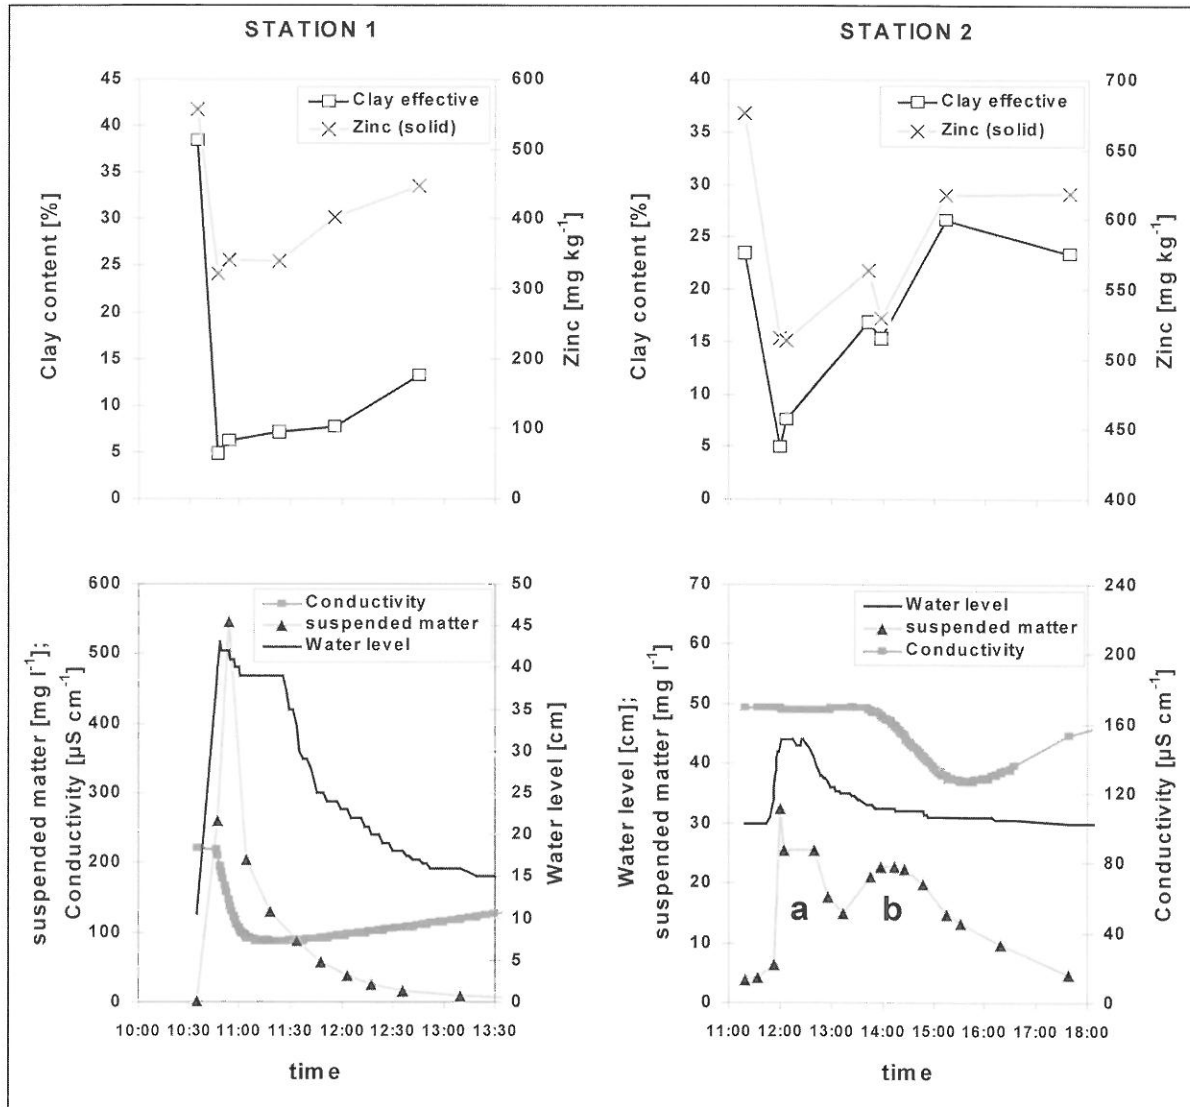 STATION 1
STATION 2
45
40
35
30
25
20
15
10
5
0
Clay content [%]
Clay effective
Zinc (solid)
600
500
400
300
200
100
0
Zinc [mg kg-1]
40
35
30
25
20
15
10
5
0
Clay content [%]
Clay effective
Zinc (solid)
700
650
600
550
500
450
400
Zinc [mg kg-1]
600
500
400
300
200
100
0
suspended matter [mg l-1];
Conductivity [µS cm-1]
Conductivity
suspended matter
Water level
50
45
40
35
30
25
20
15
10
5
0
Water level [cm]
10:00 10:30 11:00 11:30 12:00 12:30 13:00 13:30
time
70
60
50
40
30
20
10
0
Water level [cm];
suspended matter [mg l-1]
Water level
suspended matter
Conductivity
a
b
240
200
160
120
80
40
0
Conductivity [µS cm-1]
11:00 12:00 13:00 14:00 15:00 16:00 17:00 18:00
time